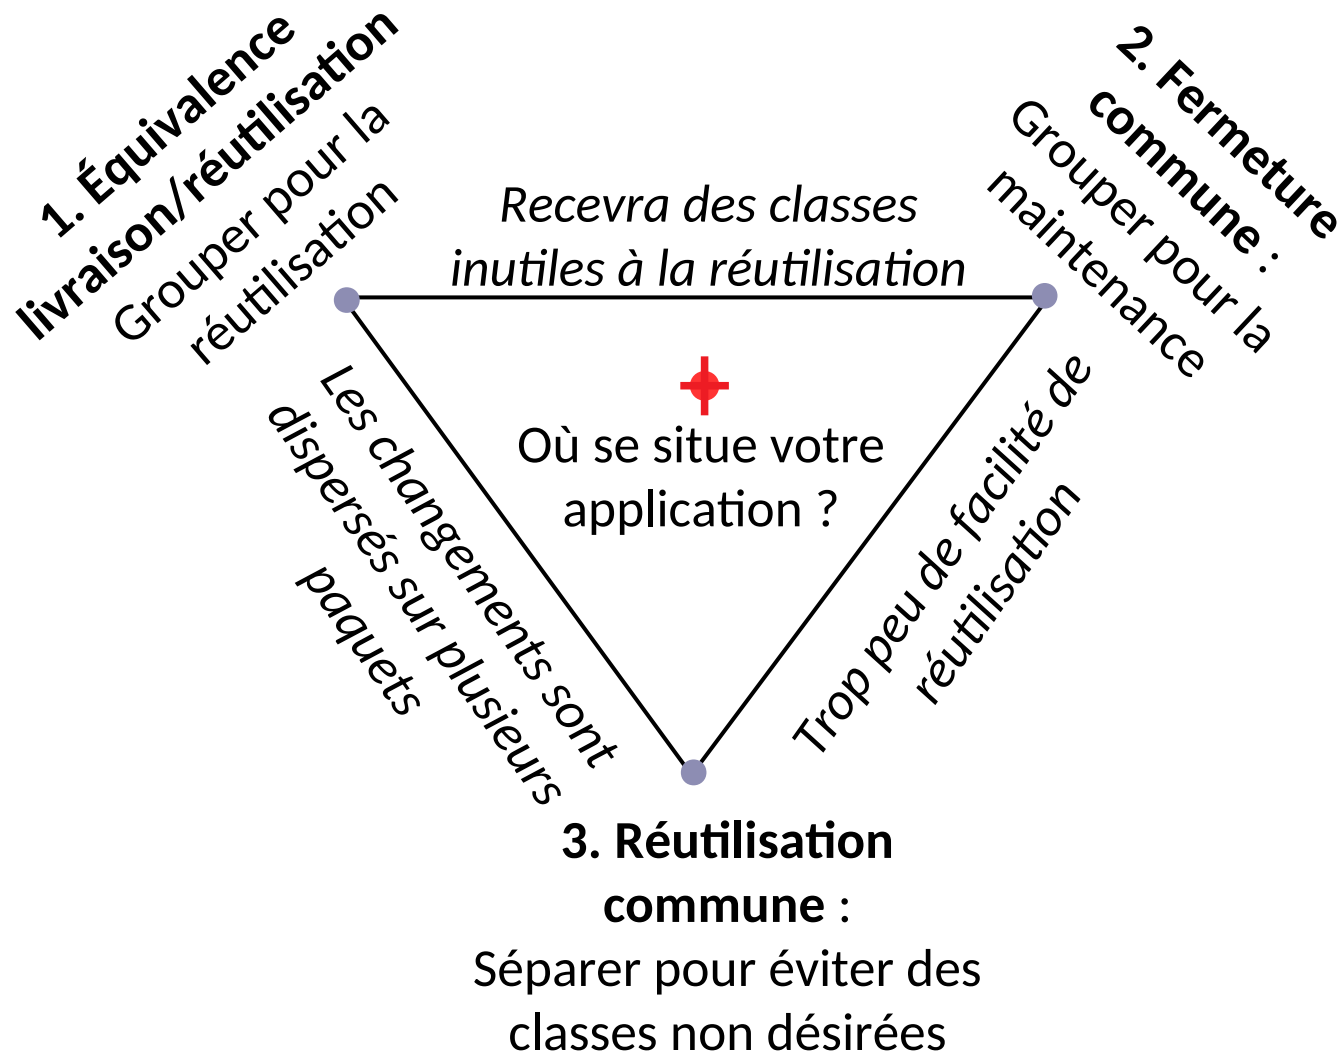 1. Équivalence
livraison/réutilisation
Grouper pour la
réutilisation
2. Fermeture
commune :
Grouper pour la
maintenance
Recevra des classes
inutiles à la réutilisation
Où se situe votre
application ?
Les changements sont
dispersés sur plusieurs
paquets
Trop peu de facilité de
réutilisation
3. Réutilisation
commune :
Séparer pour éviter des
classes non désirées